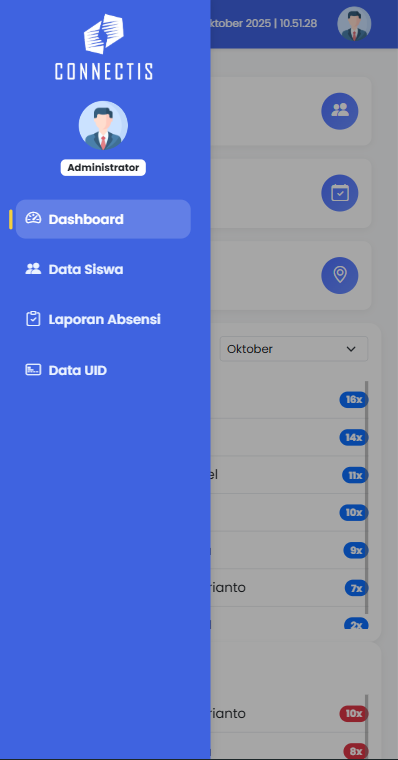 CONNECTIS
Administrator
Dashboard
Data Siswa
Laporan Absensi
Data UID
ktober 2025 | 10.51.28
Oktober
16x
14x
el 11x
10x
9x
rianto 7x
2x
rianto 10x
8x